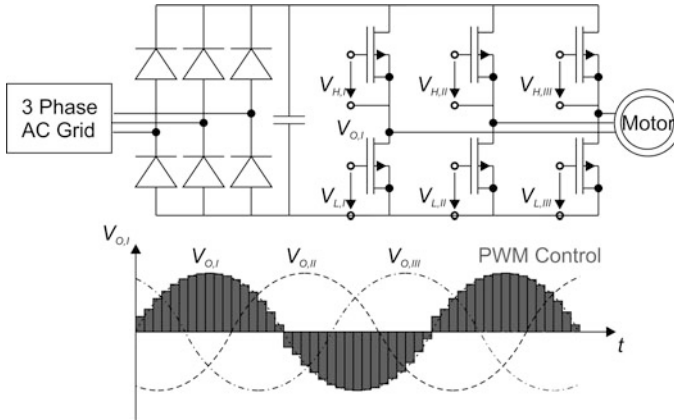 3 Phase
AC Grid
V_{H,I}
V_{H,II}
V_{H,III}
V_{O,I}
Motor
V_{L,I}
V_{L,II}
V_{L,III}
V_{O,I}
V_{O,I} V_{O,II} V_{O,III} PWM Control
t